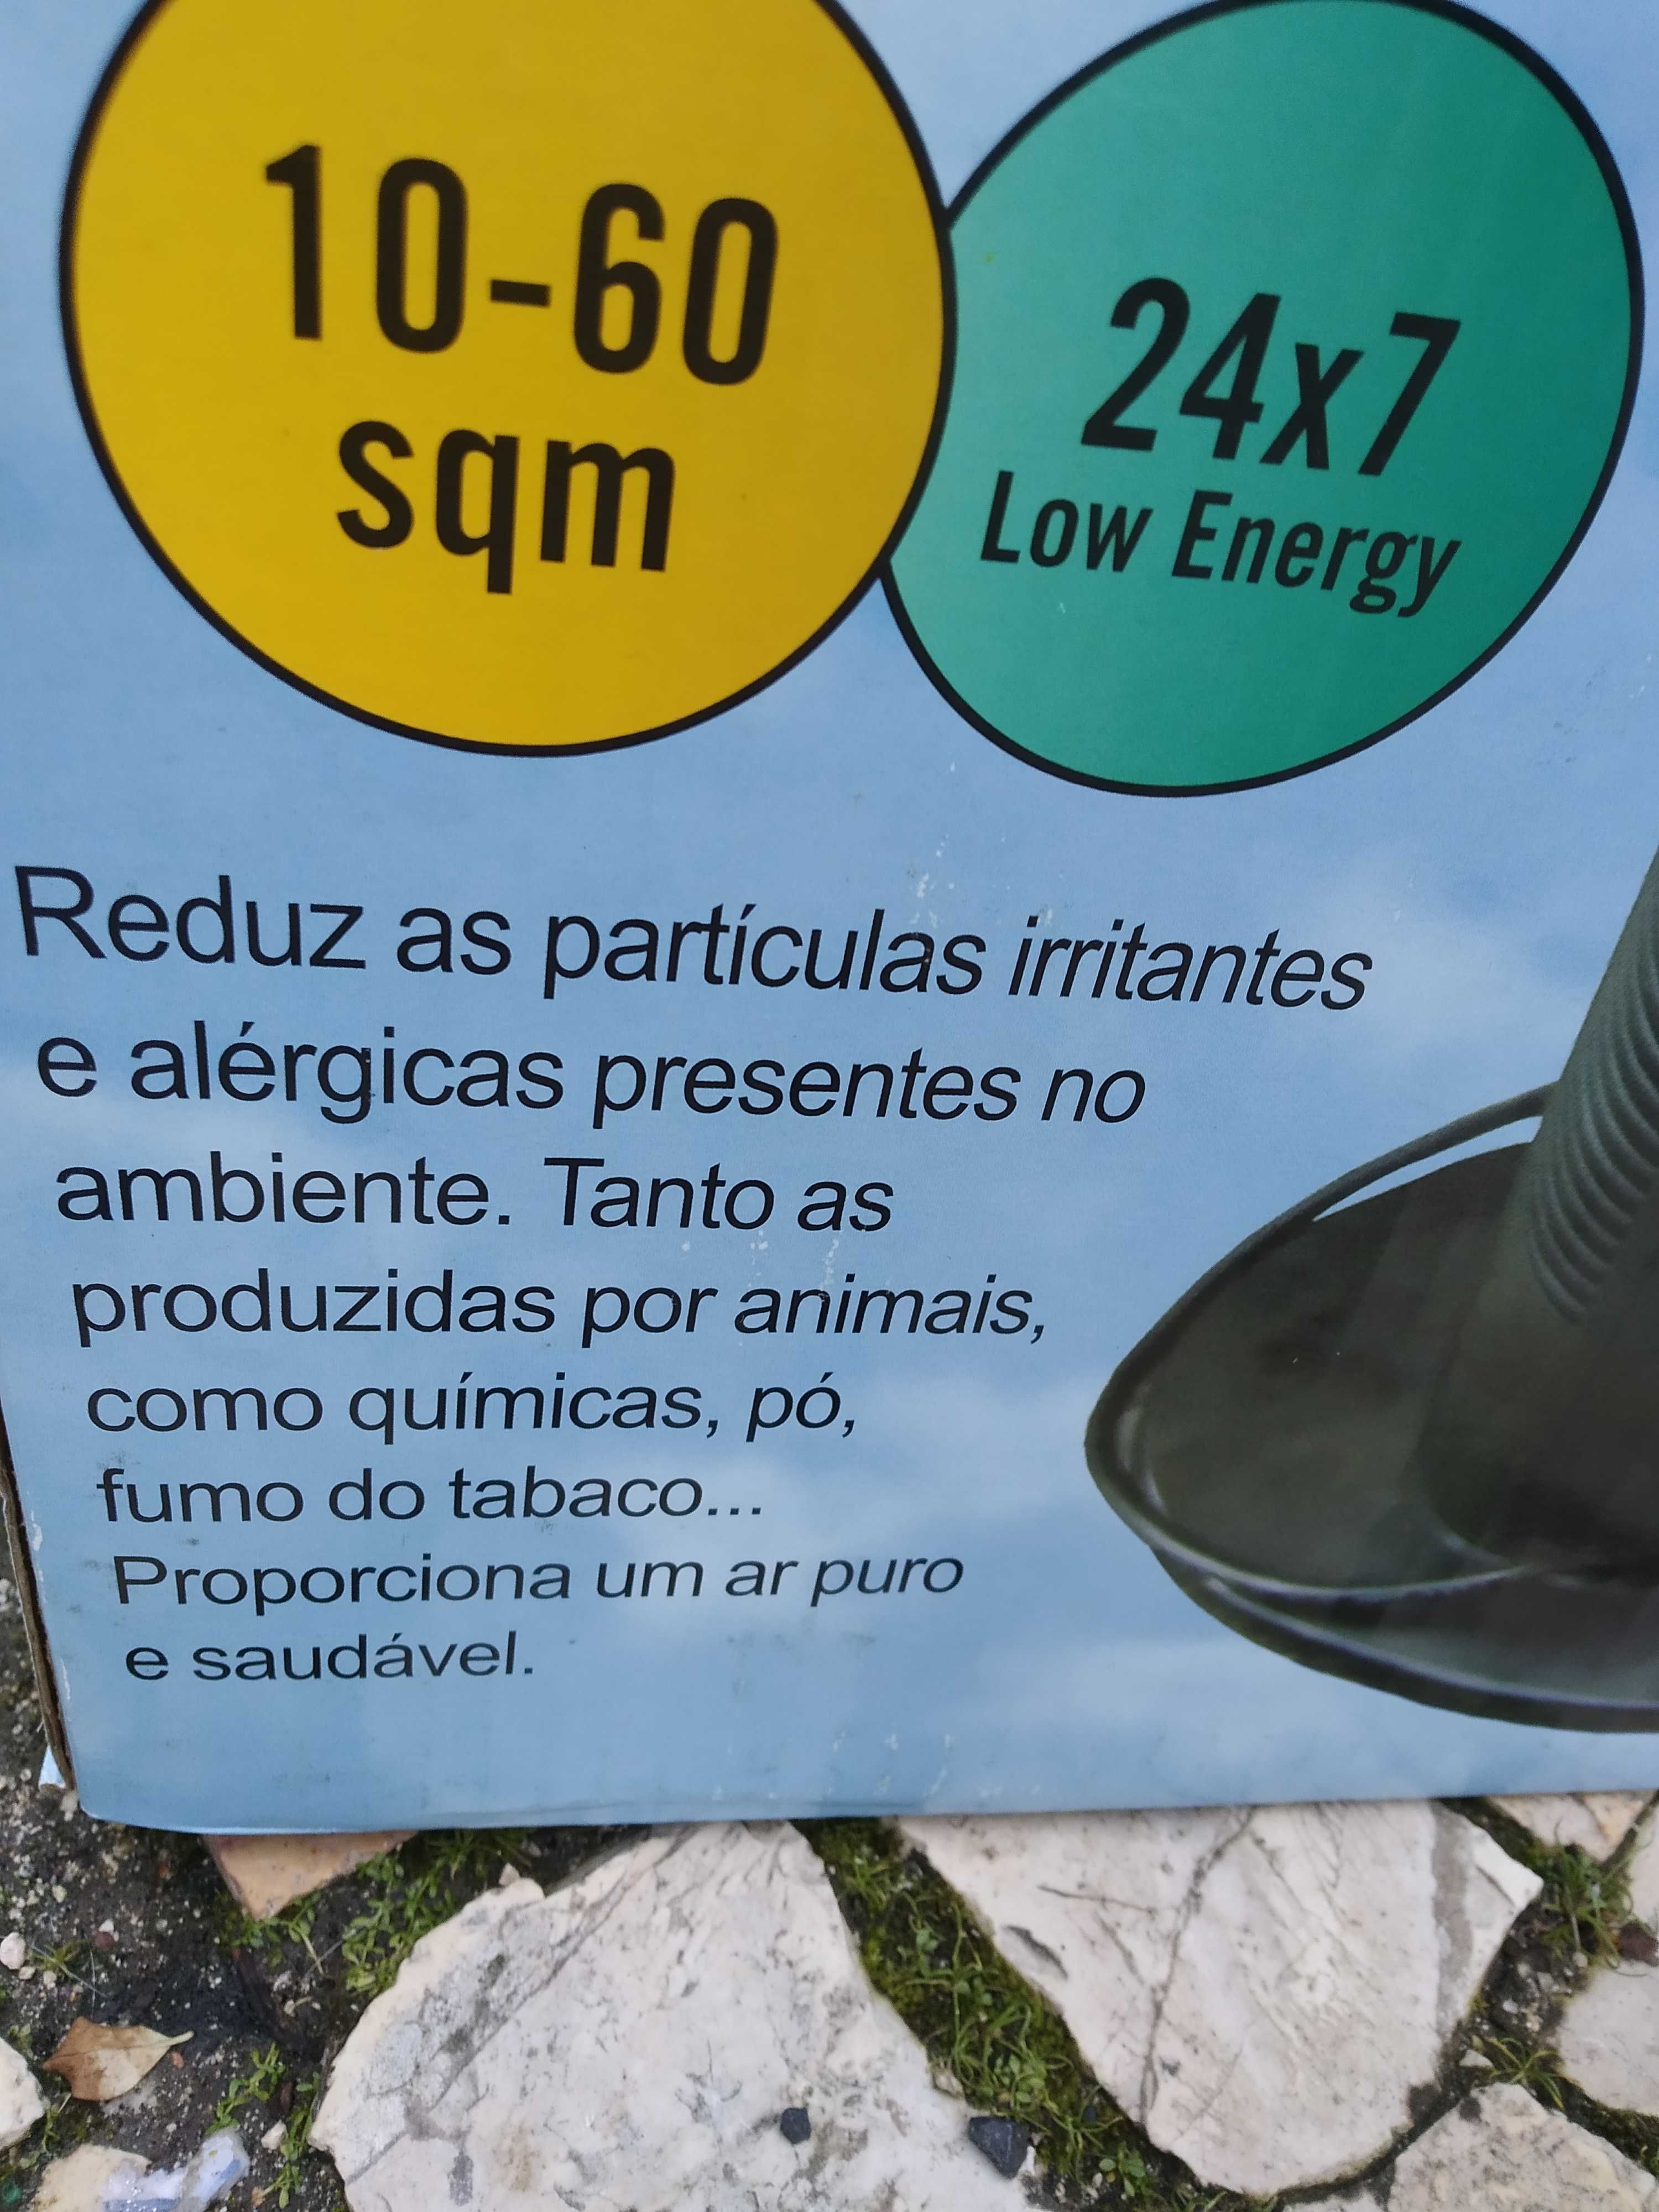 10-60
sqm
24x7
Low Energy
Reduz as partículas irritantes
e alérgicas presentes no
ambiente. Tanto as
produzidas por animais,
como químicas, pó,
fumo do tabaco...
Proporciona um ar puro
e saudável.